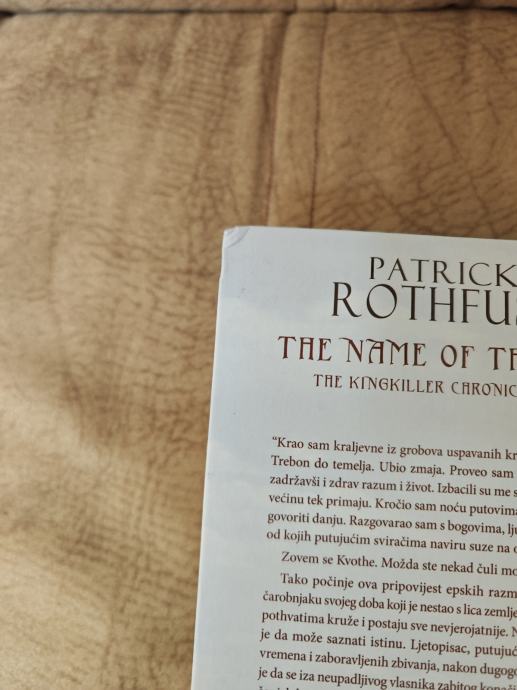 PATRICK
ROTHFU
THE NAME OF TH
THE KINGKILLER CHRONIC
“Krao sam kraljevne iz grobova uspavanih kr
Trebon do temelja. Ubio zmaja. Proveo sam
zadržavši i zdrav razum i život. Izbacili su me s
većinu tek primaju. Kročio sam noću putovima
govoriti danju. Razgovarao sam s bogovima, lju
od kojih putujućim sviračima naviru suze na o
Zovem se Kvothe. Možda ste nekad čuli mo
Tako počinje ova pripovijest epskih razm
čarobnjaku svojeg doba koji je nestao s lica zemlje
pothvatima kruže i postaju sve nevjerojatnije. N
je da može saznati istinu. Ljetopisac, putujuć
vremena i zaboravljenih zbivanja, nakon dugog
je da se iza neupadljivog vlasnika zabitog